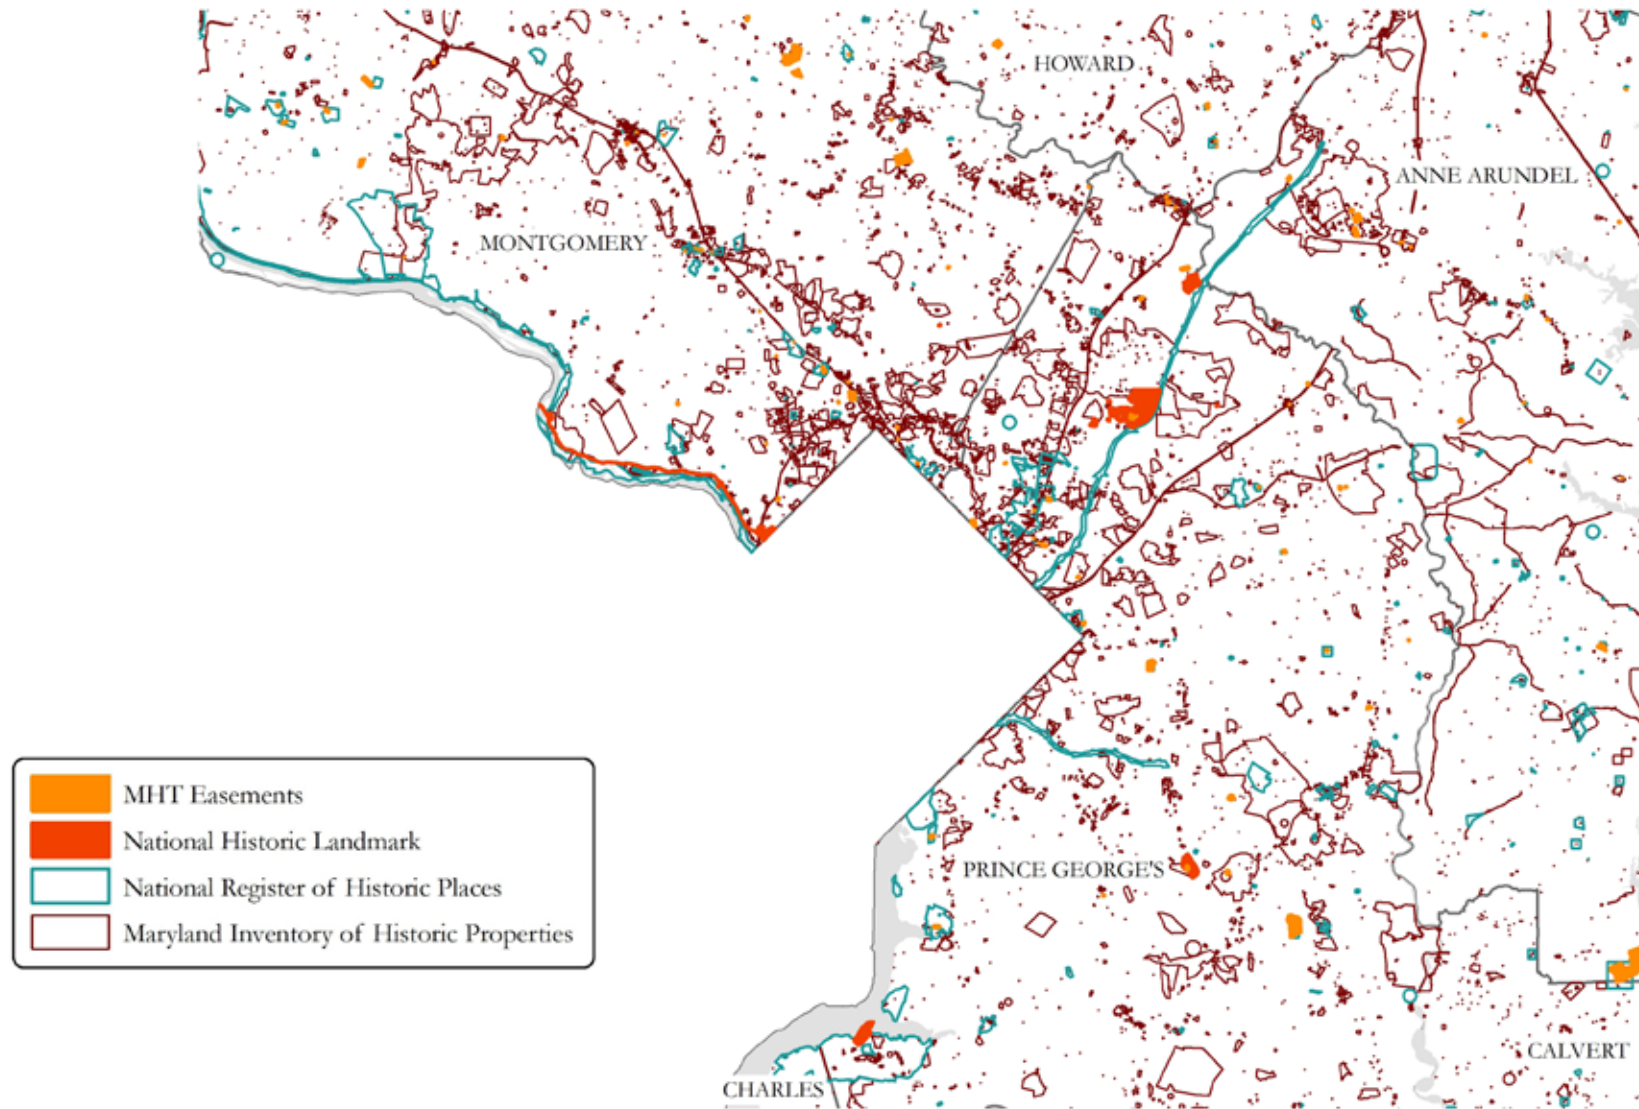 HOWARD
ANNE ARUNDEL
MONTGOMERY
MHT Easements
National Historic Landmark
National Register of Historic Places
Maryland Inventory of Historic Properties
PRINCE GEORGE'S
CALVERT
CHARLES